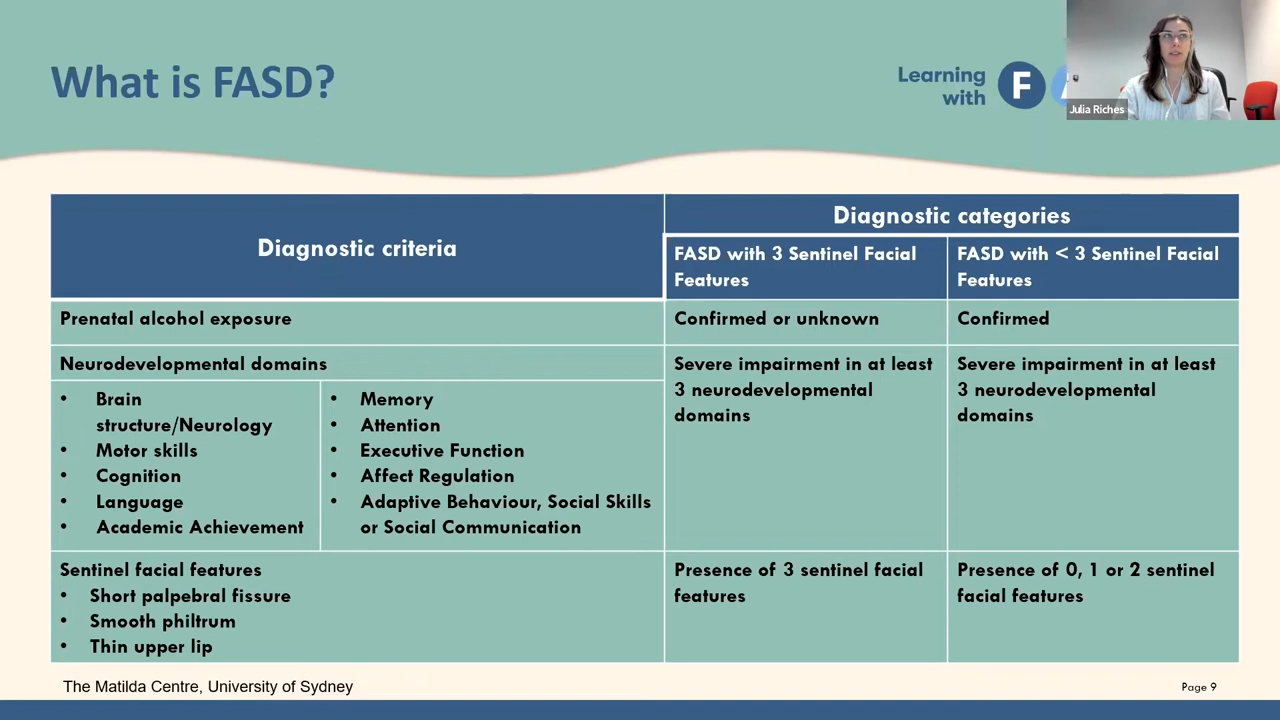 What is FASD?
Learning
with
F
Julia Riches
Diagnostic criteria
Diagnostic categories
FASD with 3 Sentinel Facial
Features
FASD with < 3 Sentinel Facial
Features
Prenatal alcohol exposure
Confirmed or unknown
Confirmed
Neurodevelopmental domains
• Brain
structure/Neurology
• Motor skills
• Cognition
• Language
• Academic Achievement
• Memory
• Attention
• Executive Function
• Affect Regulation
• Adaptive Behaviour, Social Skills
or Social Communication
Severe impairment in at least
3 neurodevelopmental
domains
Severe impairment in at least
3 neurodevelopmental
domains
Sentinel facial features
• Short palpebral fissure
• Smooth philtrum
• Thin upper lip
Presence of 3 sentinel facial
features
Presence of 0, 1 or 2 sentinel
facial features
The Matilda Centre, University of Sydney
Page 9